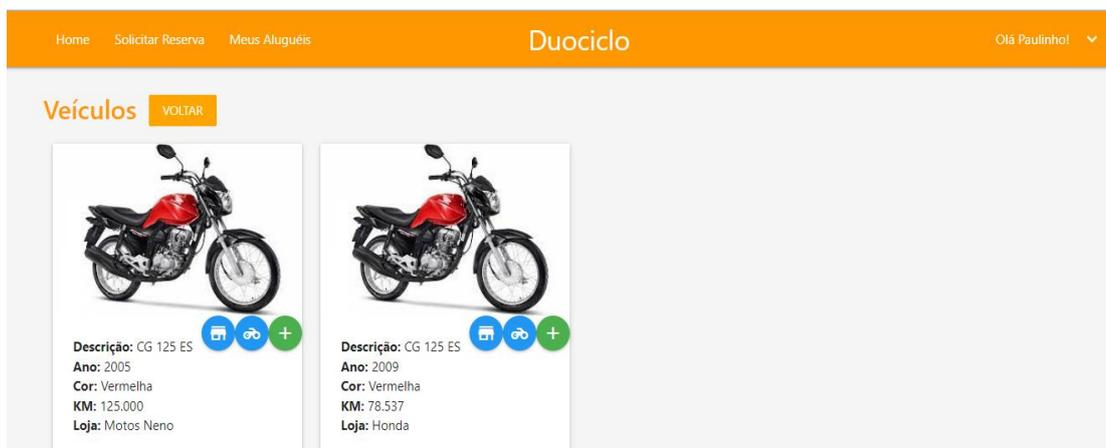 Home Solicitar Reserva Meus Aluguéis Duociclo Olá Paulinho!
Veículos VOLTAR
Descrição: CG 125 ES
Ano: 2005
Cor: Vermelha
KM: 125.000
Loja: Motos Neno
Descrição: CG 125 ES
Ano: 2009
Cor: Vermelha
KM: 78.537
Loja: Honda